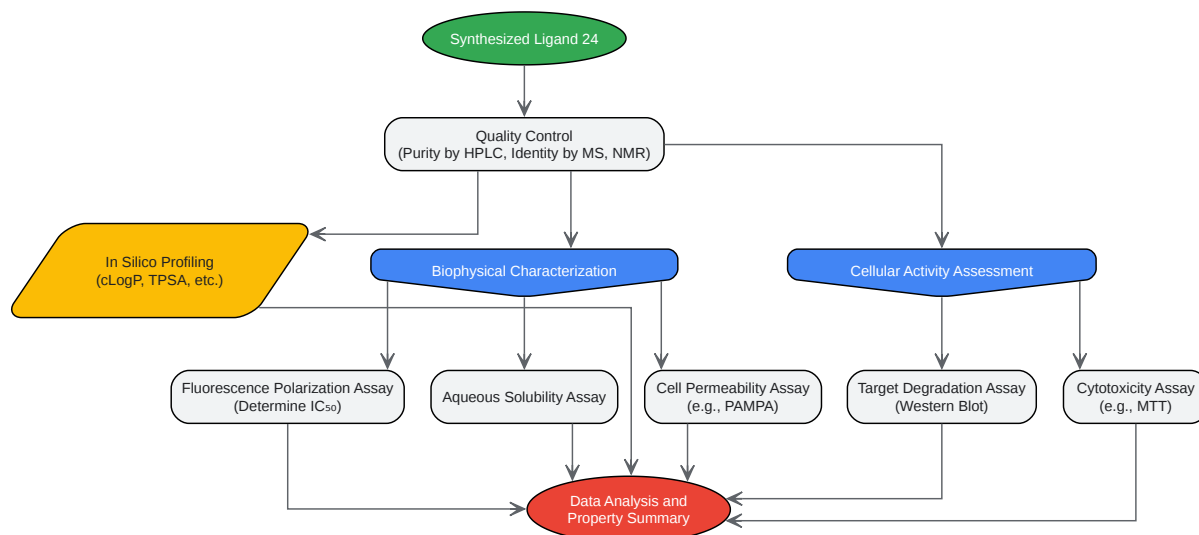 Synthesized Ligand 24
Quality Control
(Purity by HPLC, Identity by MS, NMR)
In Silico Profiling
(cLogP, TPSA, etc.)
Biophysical Characterization
Cellular Activity Assessment
Fluorescence Polarization Assay
(Determine IC₅₀)
Aqueous Solubility Assay
Cell Permeability Assay
(e.g., PAMPA)
Target Degradation Assay
(Western Blot)
Cytotoxicity Assay
(e.g., MTT)
Data Analysis and
Property Summary